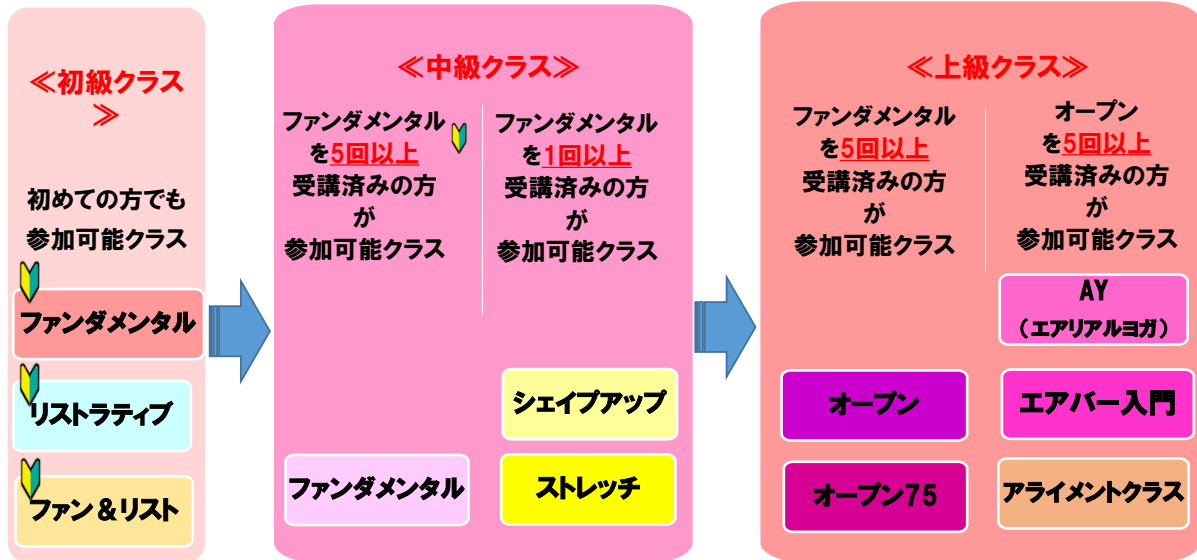 ≪初級クラス
≫
初めての方でも
参加可能クラス
ファンダメンタル
リストラティブ
ファン＆リスト
≪中級クラス≫
ファンダメンタル
を5回以上
受講済みの方
が
参加可能クラス
ファンダメンタル
を1回以上
受講済みの方
が
参加可能クラス
シェイプアップ
ファンダメンタル
ストレッチ
≪上級クラス≫
ファンダメンタル
を5回以上
受講済みの方
が
参加可能クラス
オープン
を5回以上
受講済みの方
が
参加可能クラス
AY
（エアリアルヨガ）
オープン
エアバー入門
オープン75
アライメントクラス